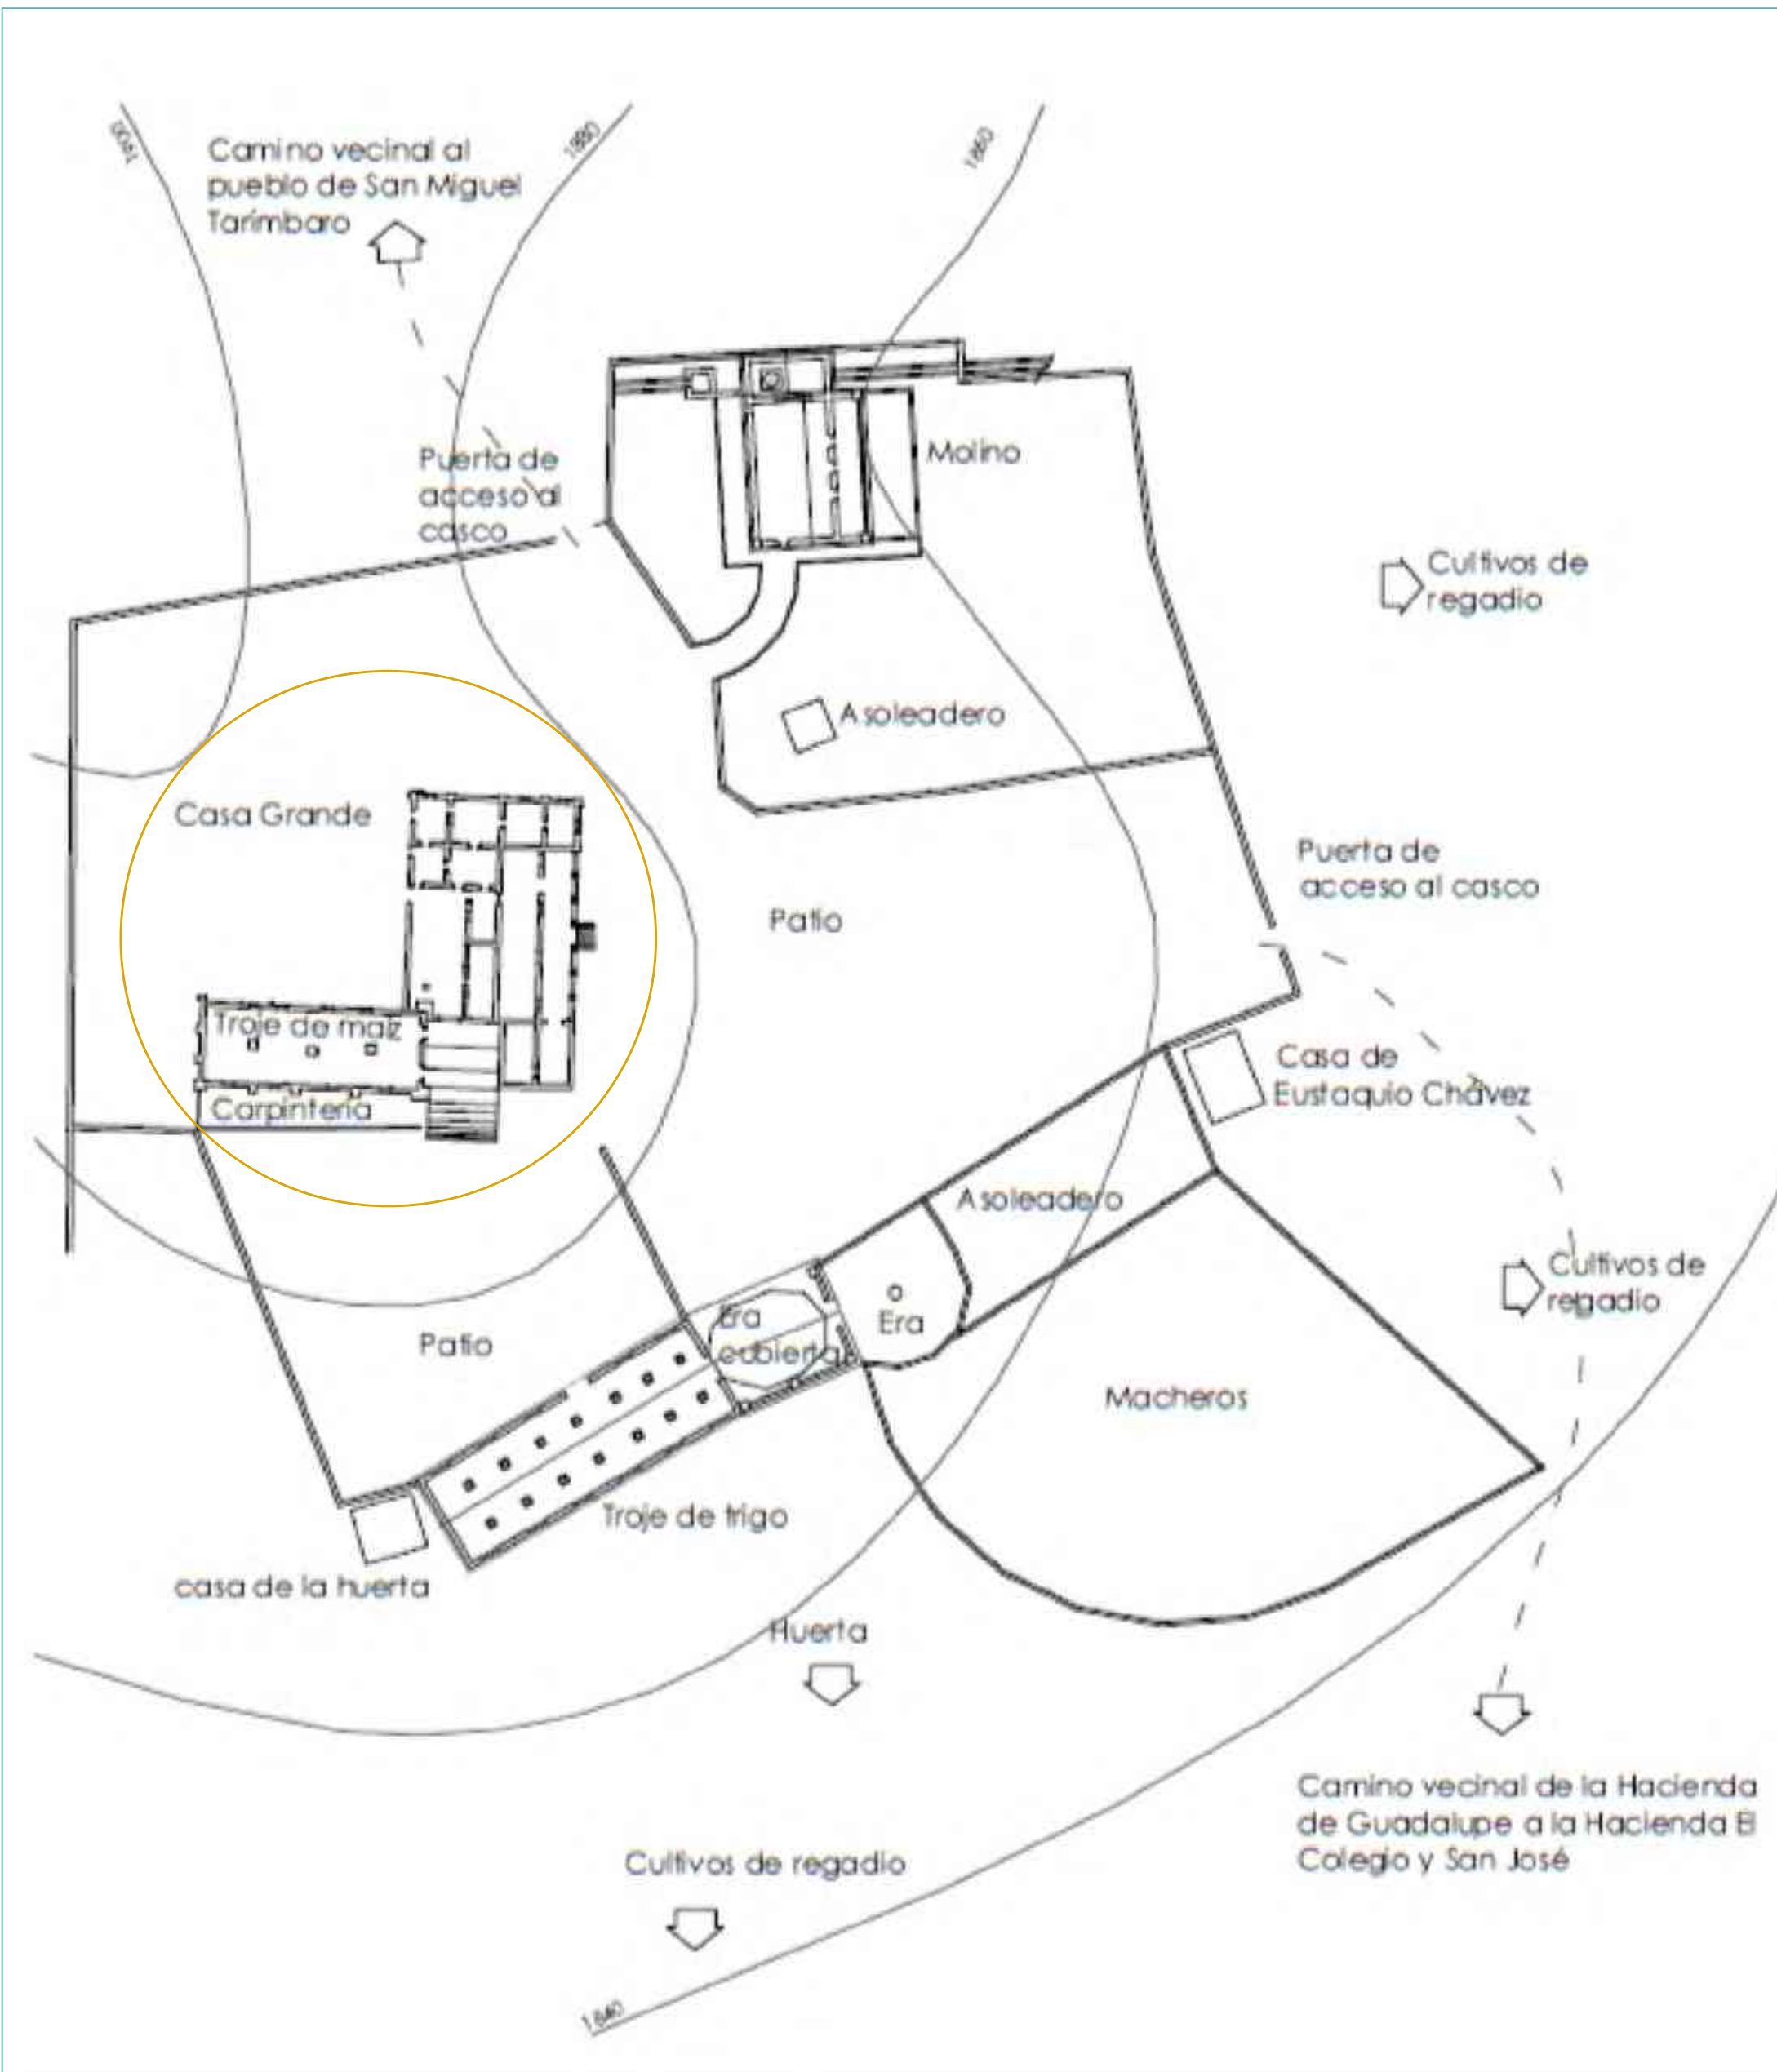 1900
1880
1860
Camino vecinal al
pueblo de San Miguel
Tarímbaro
Puerta de
acceso al
casco
Molino
Cultivos de
regadio
Asoleadero
Casa Grande
Puerta de
acceso al casco
Patio
Troje de maíz
Carpintería
Casa de
Eustaquio Chávez
Asoleadero
Cultivos de
regadio
Era
cubierta
Era
Patio
Macheros
Troje de trigo
casa de la huerta
Huerta
Camino vecinal de la Hacienda
de Guadalupe a la Hacienda El
Colegio y San José
Cultivos de regadio
1840